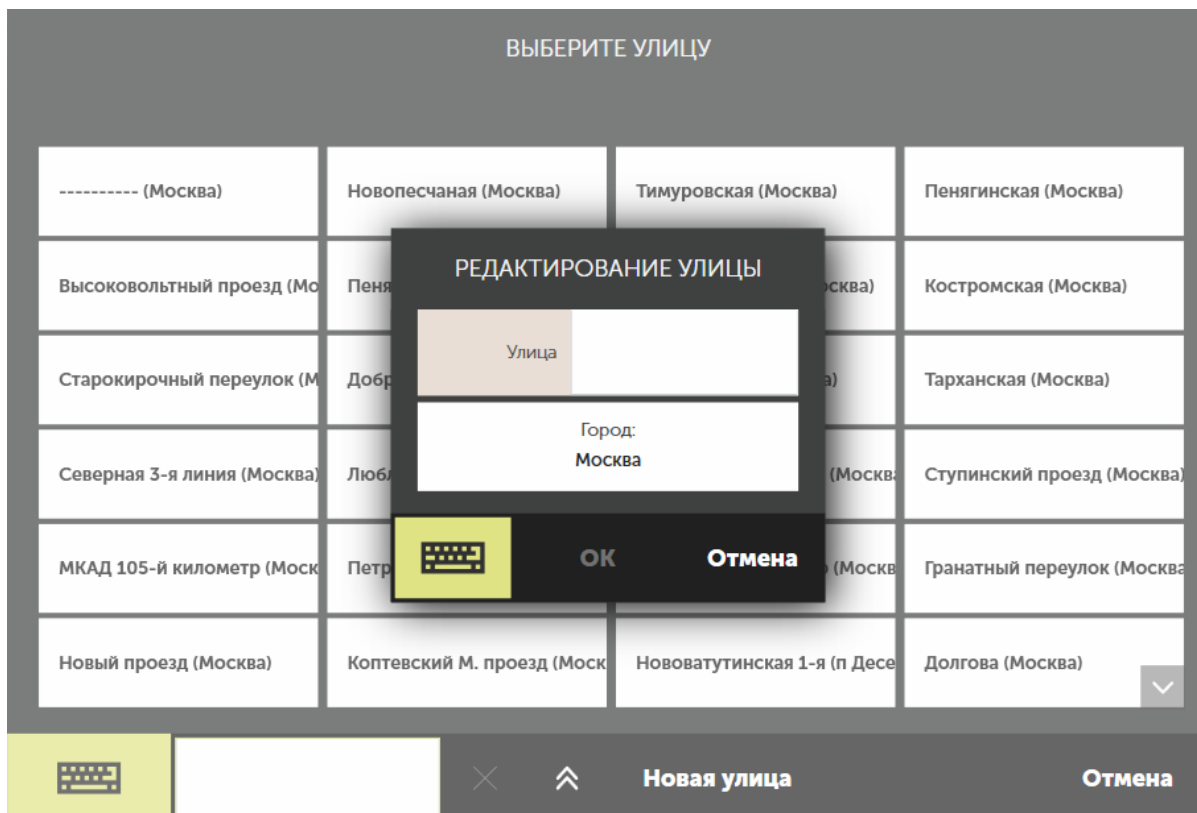 ВЫБЕРИТЕ УЛИЦУ
---------- (Москва)
Новопесчаная (Москва)
Тимуровская (Москва)
Пенягинская (Москва)
РЕДАКТИРОВАНИЕ УЛИЦЫ
Высоковольтный проезд (Мо
Пеня
сква)
Костромская (Москва)
Улица
Старокирочный переулок (М
Добр
а)
Тарханская (Москва)
Город:
Москва
Северная 3-я линия (Москва)
Любл
(Москва
Ступинский проезд (Москва)
ОК
Отмена
МКАД 105-й километр (Моск
Петр
(Москв
Гранатный переулок (Москва
Новый проезд (Москва)
Коптевский М. проезд (Моск
Нововатутинская 1-я (п Десе
Долгова (Москва)
Новая улица
Отмена